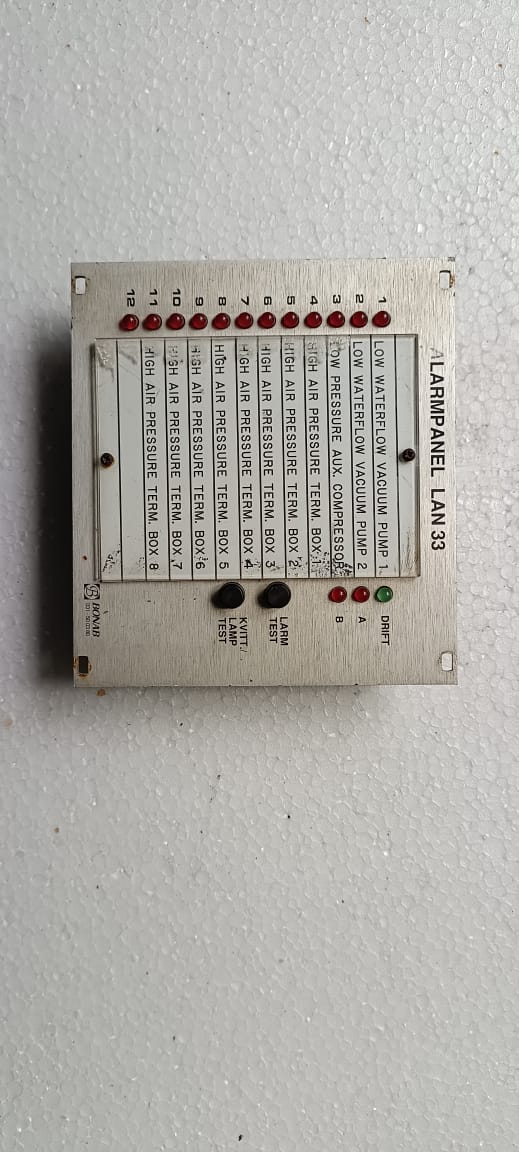 ALARMPANEL LAN 33
1 LOW WATERFLOW VACUUM PUMP 1
2 LOW WATERFLOW VACUUM PUMP 2
3 LOW PRESSURE AUX. COMPRESSOR
4 HIGH AIR PRESSURE TERM. BOX 1
5 HIGH AIR PRESSURE TERM. BOX 2
6 HIGH AIR PRESSURE TERM. BOX 3
7 HIGH AIR PRESSURE TERM. BOX 4
8 HIGH AIR PRESSURE TERM. BOX 5
9 HIGH AIR PRESSURE TERM. BOX 6
10 HIGH AIR PRESSURE TERM. BOX 7
11 HIGH AIR PRESSURE TERM. BOX 8
12
DRIFT
A
B
LARM
TEST
KVITT./
LAMP
TEST
BONAB